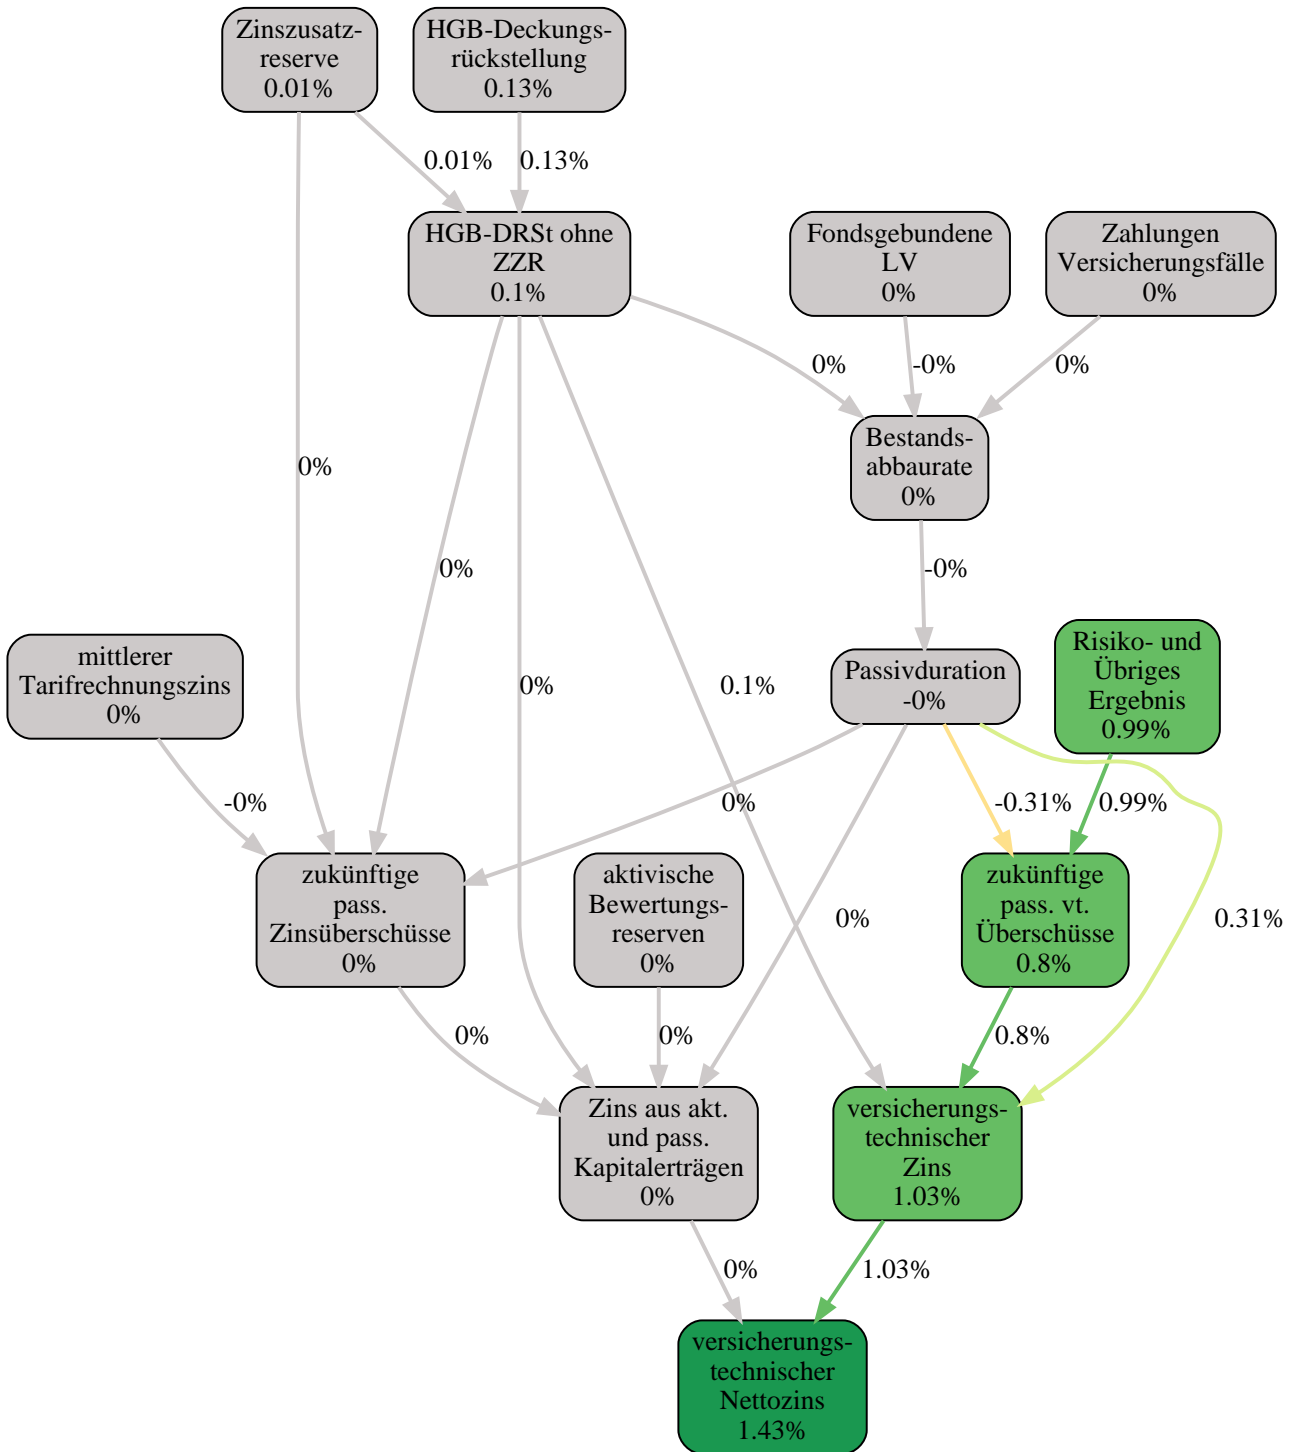 Zinszusatz-
reserve
0.01%
HGB-Deckungs-
rückstellung
0.13%
0.01%
0.13%
HGB-DRSt ohne
ZZR
0.1%
Fondsgebundene
LV
0%
Zahlungen
Versicherungsfälle
0%
0%
-0%
0%
Bestands-
abbaurate
0%
0%
0%
-0%
mittlerer
Tarifrechnungszins
0%
0%
0.1%
Passivduration
-0%
Risiko- und
Übriges
Ergebnis
0.99%
-0%
0%
-0.31%
0.99%
zukünftige
pass.
Zinsüberschüsse
0%
aktivische
Bewertungs-
reserven
0%
0%
zukünftige
pass. vt.
Überschüsse
0.8%
0.31%
0%
0%
0.8%
Zins aus akt.
und pass.
Kapitalerträgen
0%
versicherungs-
technischer
Zins
1.03%
0%
1.03%
versicherungs-
technischer
Nettozins
1.43%